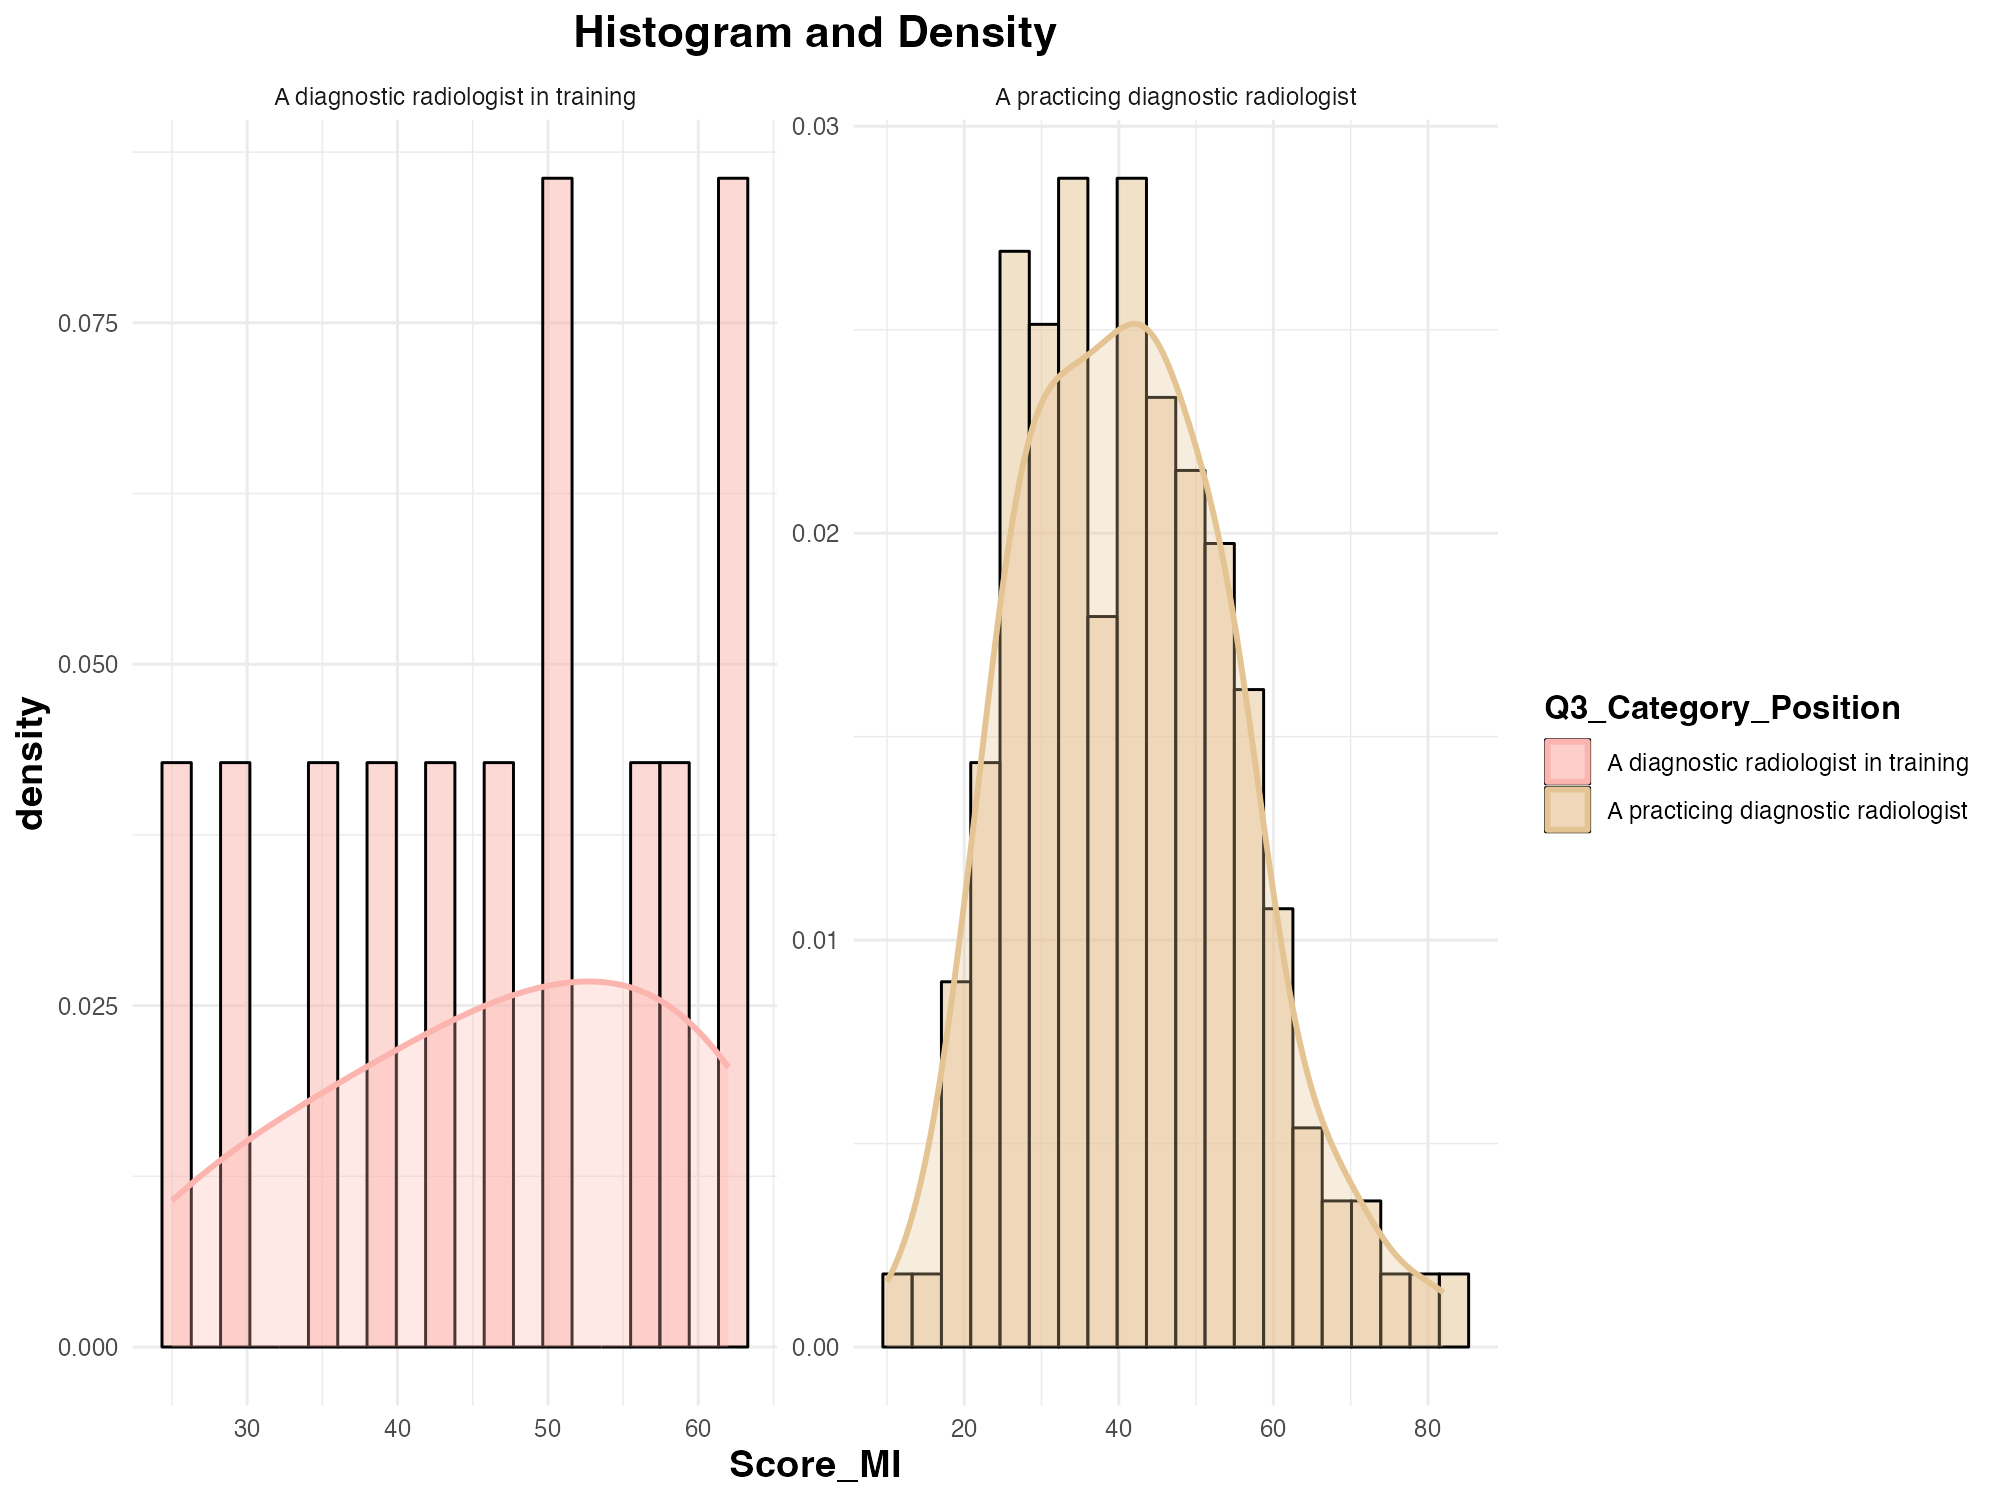 Histogram and Density
A diagnostic radiologist in training
A practicing diagnostic radiologist
density
0.075
0.050
0.025
0.000
30 40 50 60
0.03
0.02
0.01
0.00
20 40 60 80
Score_MI
Q3_Category_Position
A diagnostic radiologist in training
A practicing diagnostic radiologist